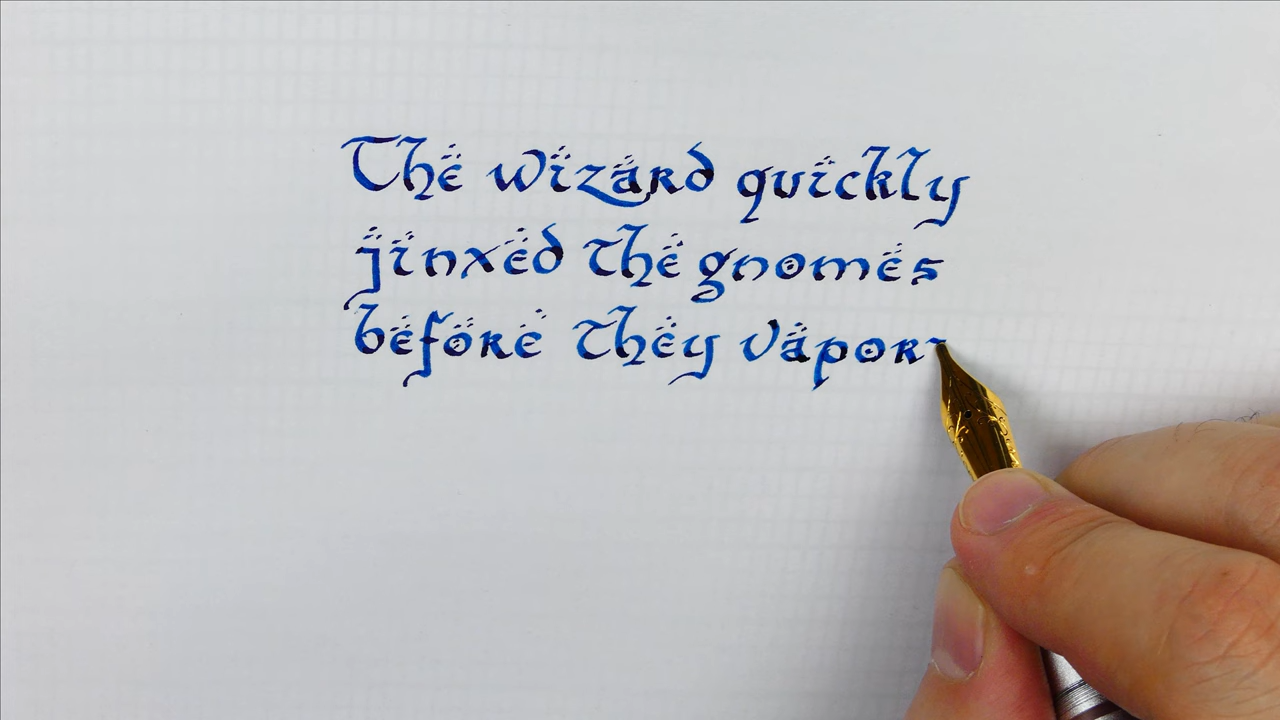 The wizard quickly
jinxed the gnomes
before they vapor